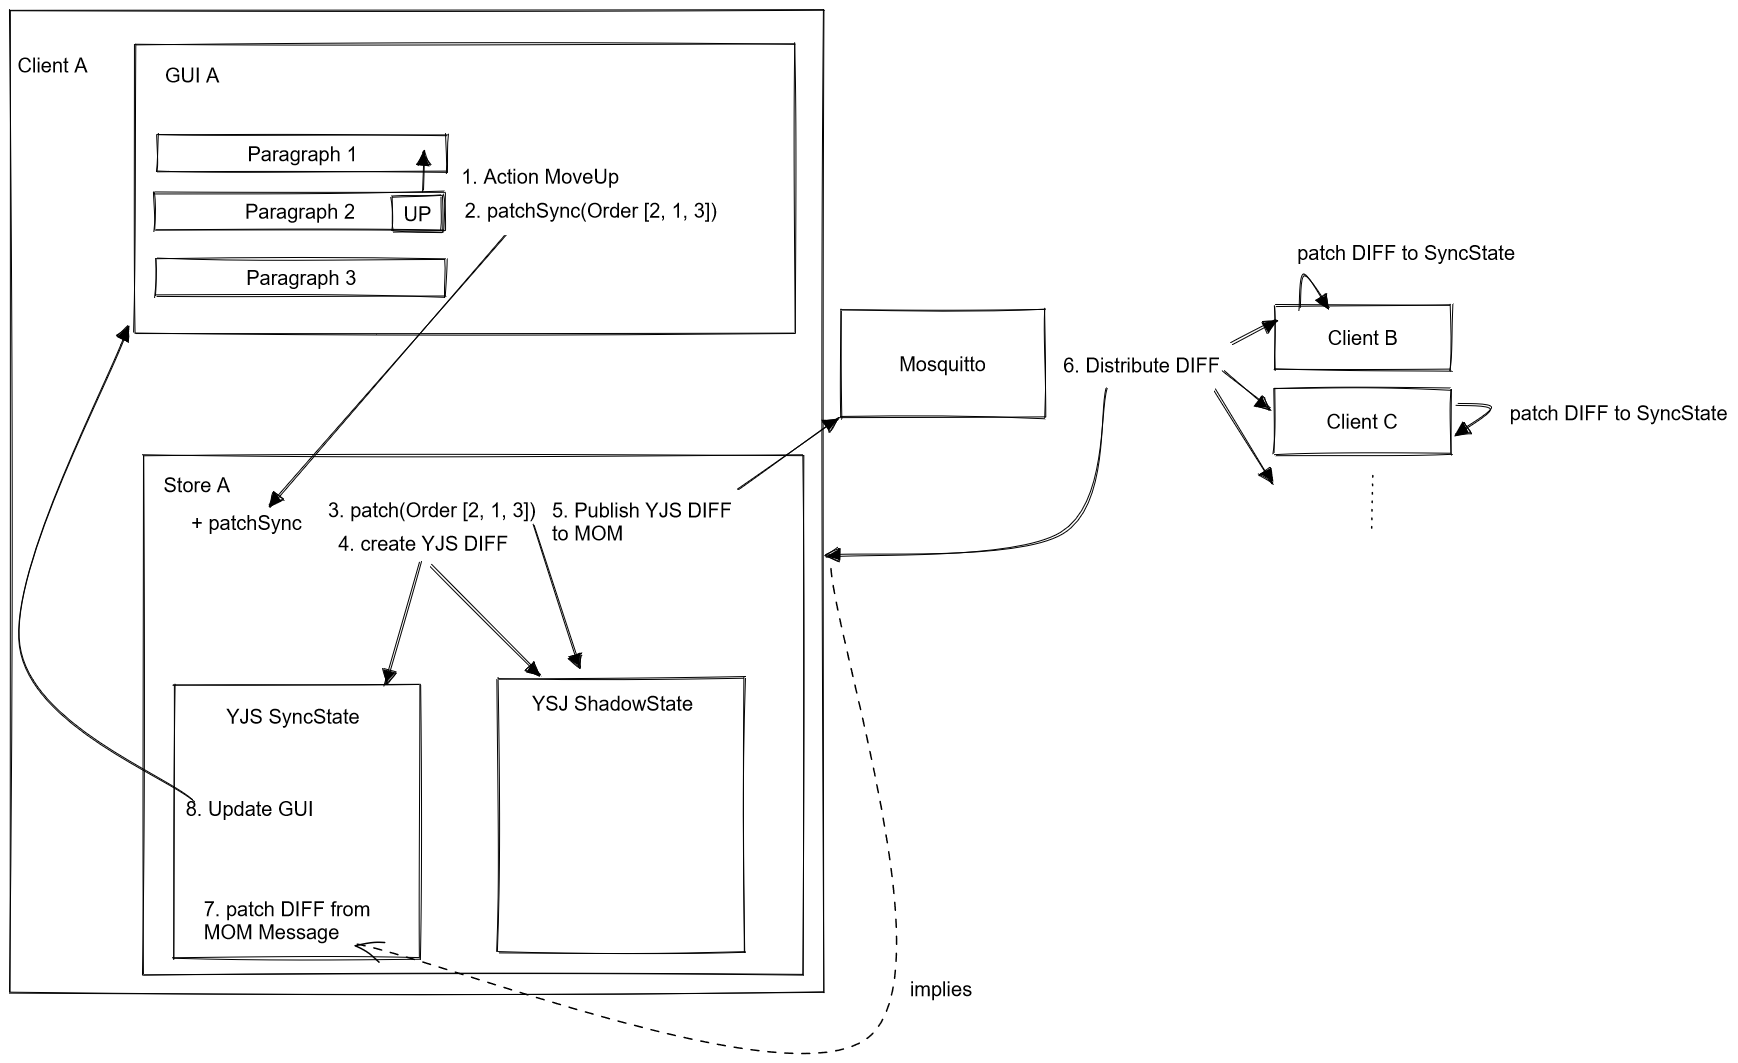 Client A
GUI A
Paragraph 1
1. Action MoveUp
Paragraph 2
UP
2. patchSync(Order [2, 1, 3])
Paragraph 3
patch DIFF to SyncState
Client B
Mosquitto
6. Distribute DIFF
Client C
patch DIFF to SyncState
Store A
+ patchSync
3. patch(Order [2, 1, 3])
4. create YJS DIFF
5. Publish YJS DIFF
to MOM
YJS SyncState
YSJ ShadowState
8. Update GUI
7. patch DIFF from
MOM Message
implies